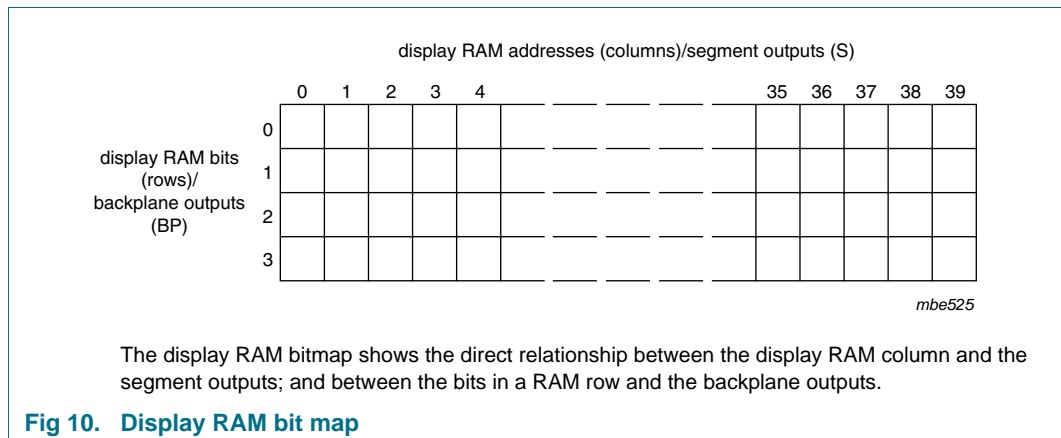 display RAM addresses (columns)/segment outputs (S)
0 1 2 3 4 35 36 37 38 39
0
display RAM bits
1
(rows)/
backplane outputs
2
(BP)
3
mbe525
The display RAM bitmap shows the direct relationship between the display RAM column and the
segment outputs; and between the bits in a RAM row and the backplane outputs.
Fig 10. Display RAM bit map